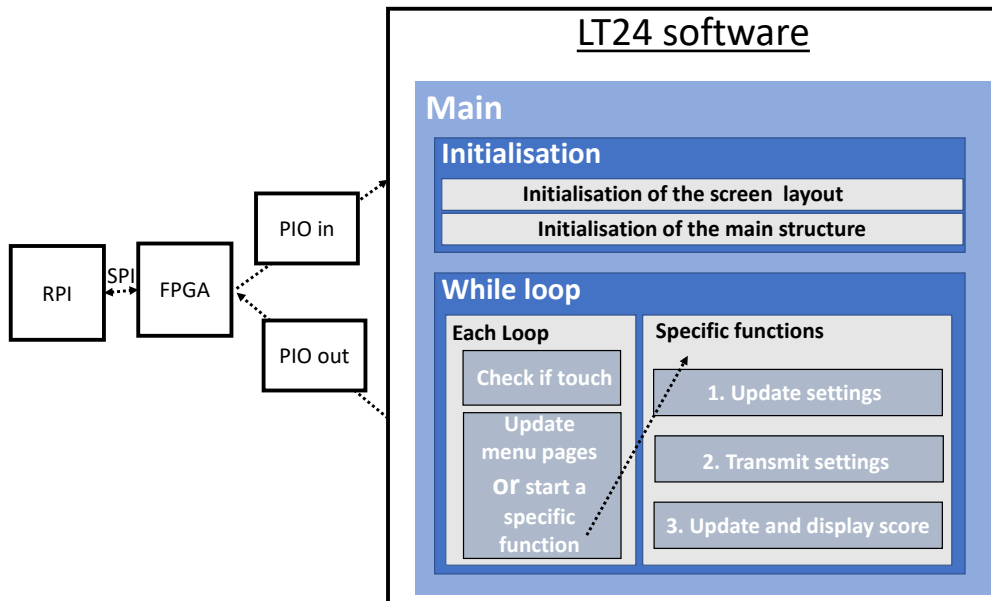 LT24 software
Main
Initialisation
Initialisation of the screen layout
Initialisation of the main structure
PIO in
RPI
SPI
FPGA
PIO out
While loop
Each Loop
Check if touch
Update
menu pages
or start a
specific
function
Specific functions
1. Update settings
2. Transmit settings
3. Update and display score